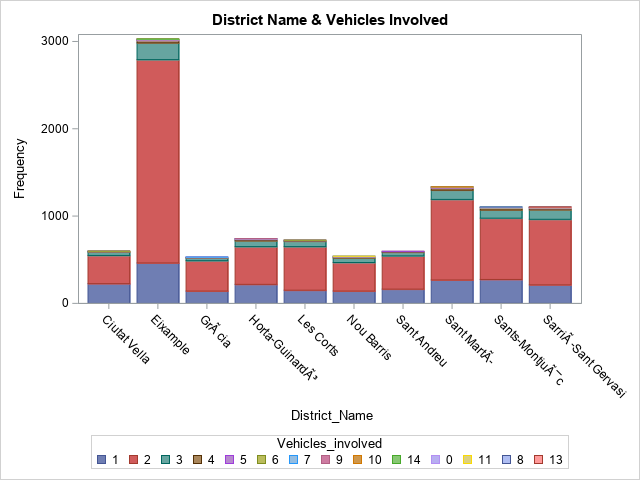 District Name & Vehicles Involved
Frequency
3000
2000
1000
0
Ciutat Vella
Eixample
GrÃ cia
Horta-GuinardÃ³
Les Corts
Nou Barris
Sant Andreu
Sant MartÃ-
Sants-MontjuÃ¯c
SarriÃ -Sant Gervasi
District_Name
Vehicles_involved
1 2 3 4 5 6 7 9 10 14 0 11 8 13